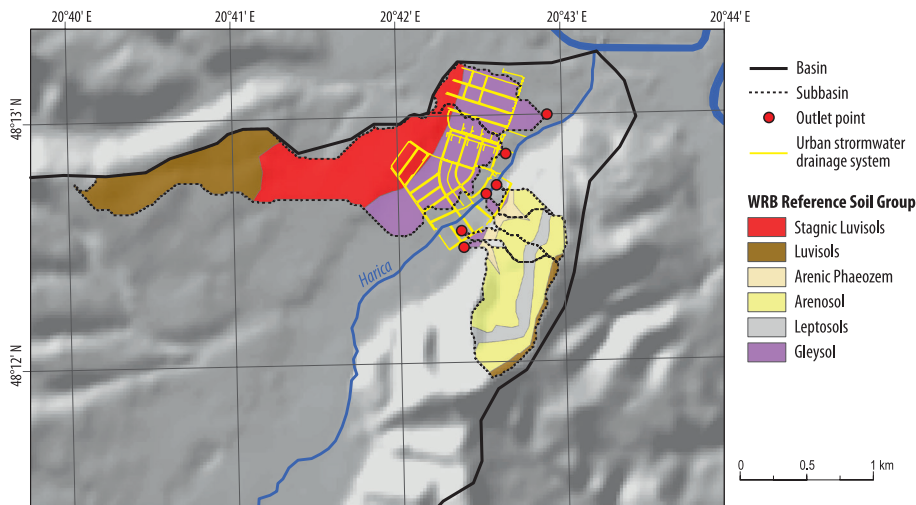 20°40′ E
20°41′ E
20°42′ E
20°43′ E
20°44′ E
48°13′ N
48°12′ N
Harica
Basin
Subbasin
Outlet point
Urban strormwater
drainage system
WRB Reference Soil Group
Stagnic Luvisols
Luvisols
Arenic Phaeozem
Arenosol
Leptosols
Gleysol
0 0,5 1 km